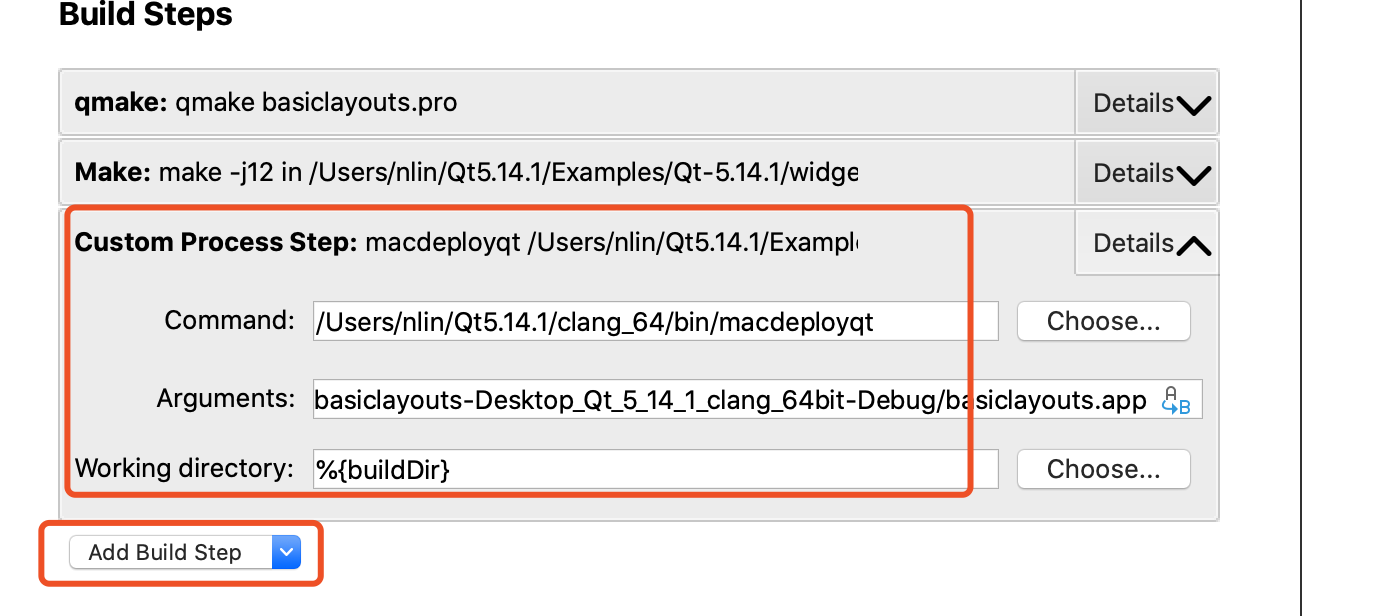 Build Steps
qmake: qmake basiclayouts.pro Details
Make: make -j12 in /Users/nlin/Qt5.14.1/Examples/Qt-5.14.1/widge Details
Custom Process Step: macdeployqt /Users/nlin/Qt5.14.1/Exampl Details
Command: /Users/nlin/Qt5.14.1/clang_64/bin/macdeployqt Choose...
Arguments: basiclayouts-Desktop_Qt_5_14_1_clang_64bit-Debug/basiclayouts.app A B
Working directory: %{buildDir} Choose...
Add Build Step